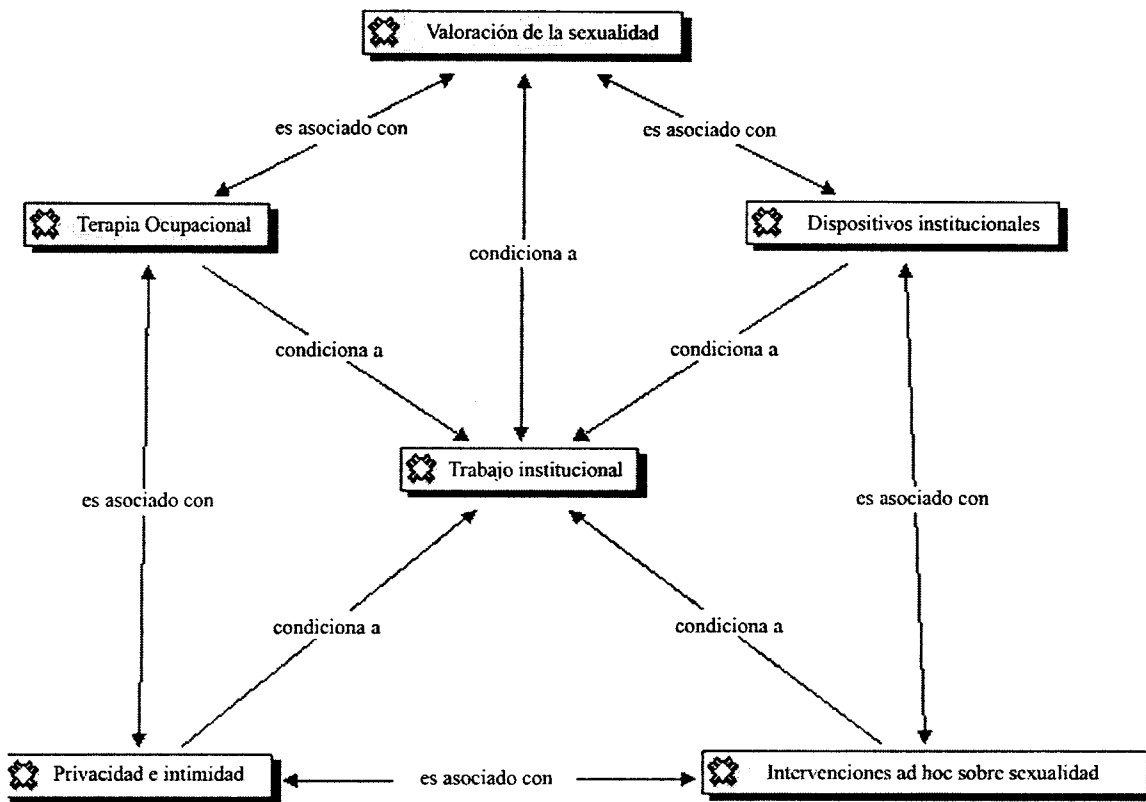 Valoración de la sexualidad
es asociado con
es asociado con
Terapia Ocupacional
Dispositivos institucionales
condiciona a
condiciona a
condiciona a
Trabajo institucional
es asociado con
es asociado con
condiciona a
condiciona a
Privacidad e intimidad
es asociado con
Intervenciones ad hoc sobre sexualidad